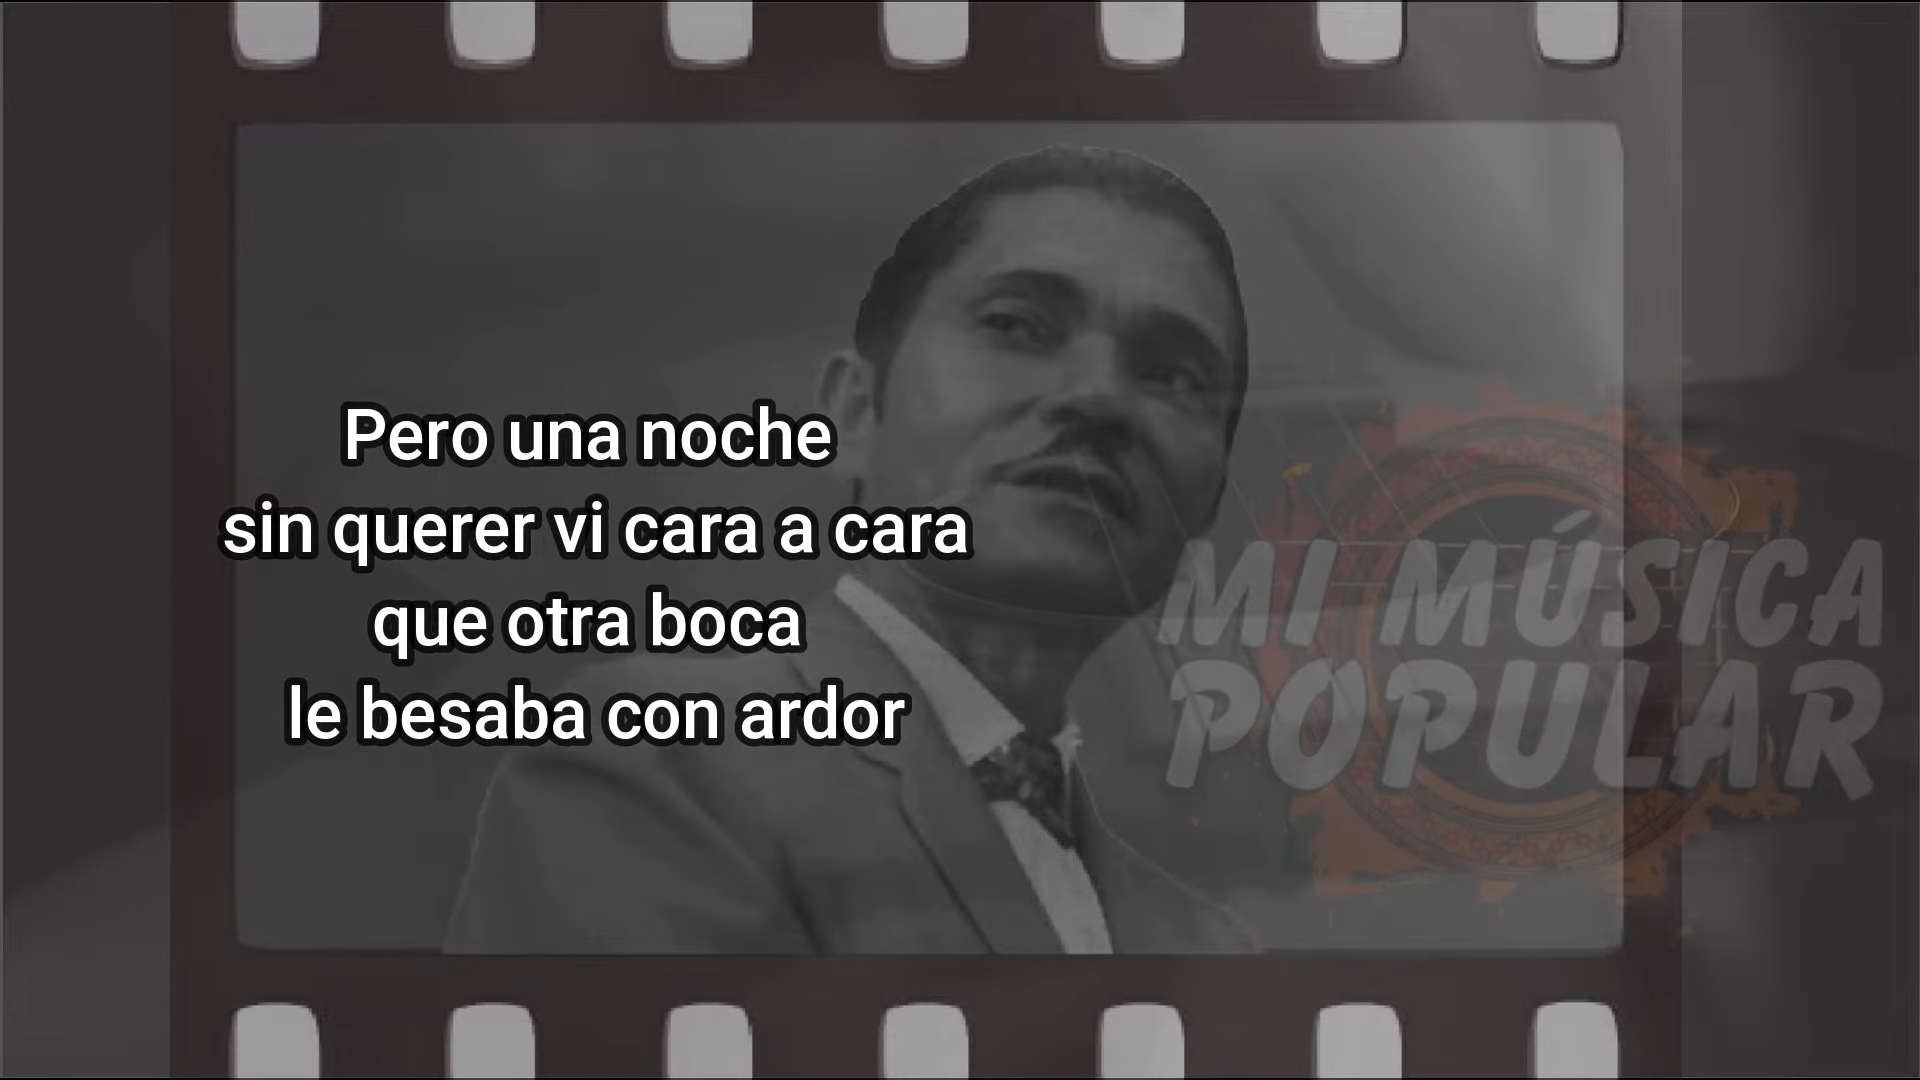 Pero una noche
sin querer vi cara a cara
que otra boca
le besaba con ardor
MI MÚSICA
POPULAR